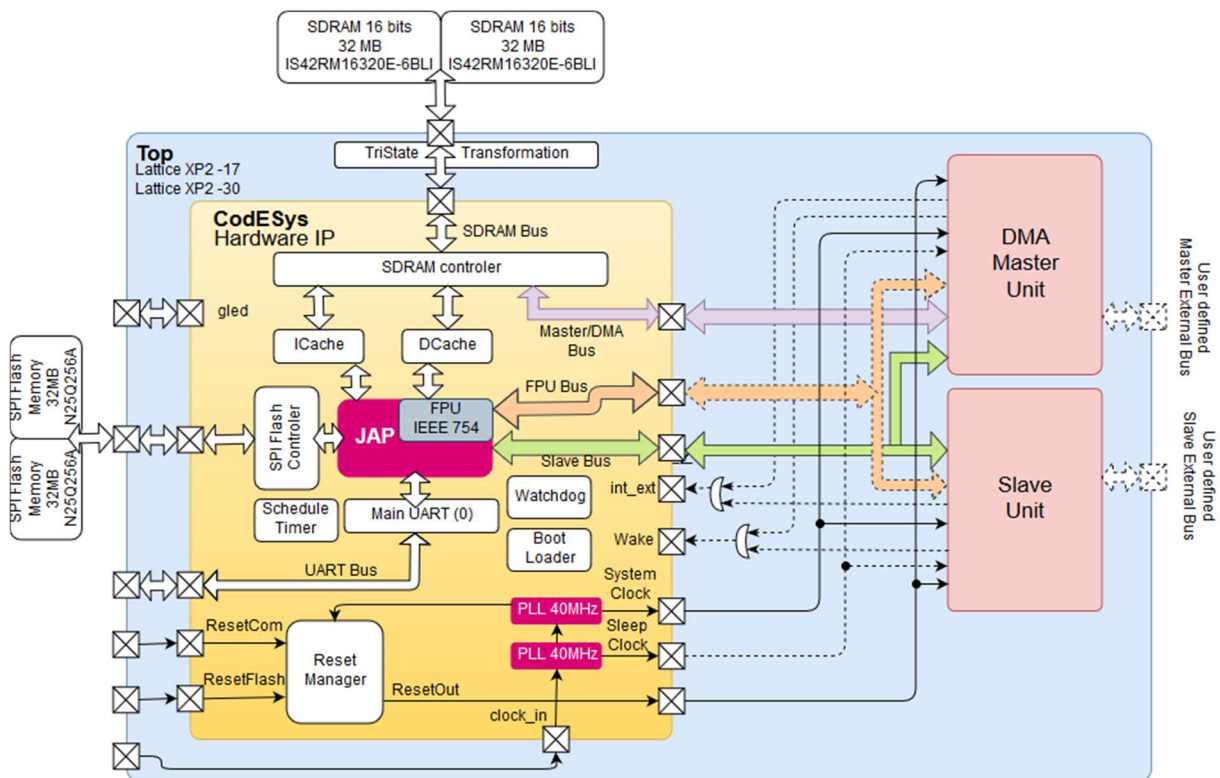 SDRAM 16 bits
32 MB
IS42RM16320E-6BLI
SDRAM 16 bits
32 MB
IS42RM16320E-6BLI
Top
Lattice XP2 -17
Lattice XP2 -30
TriState
Transformation
CodESys
Hardware IP
SDRAM Bus
SDRAM controler
gled
ICache
DCache
Master/DMA
Bus
FPU Bus
FPU
IEEE 754
JAP
SPI Flash
Controler
Slave Bus
Schedule
Timer
Main UART (0)
Watchdog
Boot
Loader
int_ext
Wake
UART Bus
System
Clock
PLL 40MHz
Sleep
Clock
PLL 40MHz
ResetCom
ResetFlash
Reset
Manager
ResetOut
clock_in
SPI Flash
Memory
32MB
N25Q256A
SPI Flash
Memory
32MB
N25Q256A
DMA
Master
Unit
Slave
Unit
User defined
Master External Bus
User defined
Slave External Bus